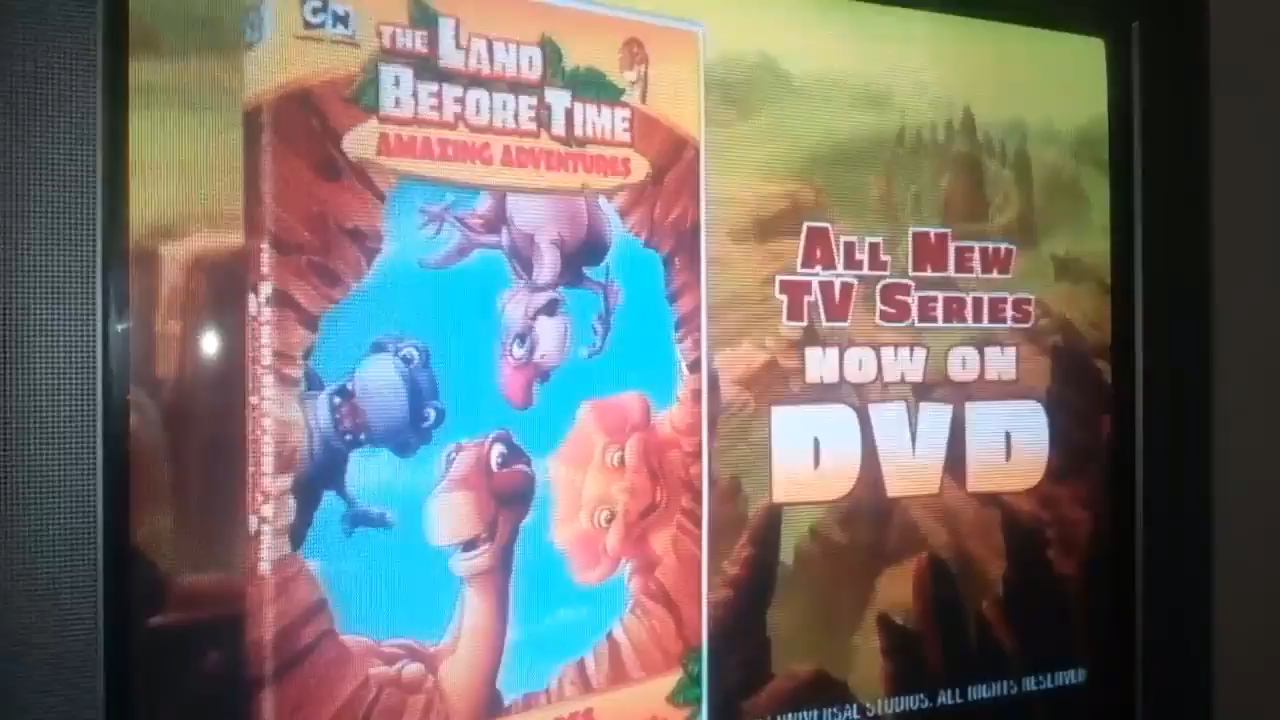 CN
THE LAND
BEFORE TIME
AMAZING ADVENTURES
ALL NEW
TV SERIES
NOW ON
DVD
UNIVERSAL STUDIOS. ALL RIGHTS RESERVED